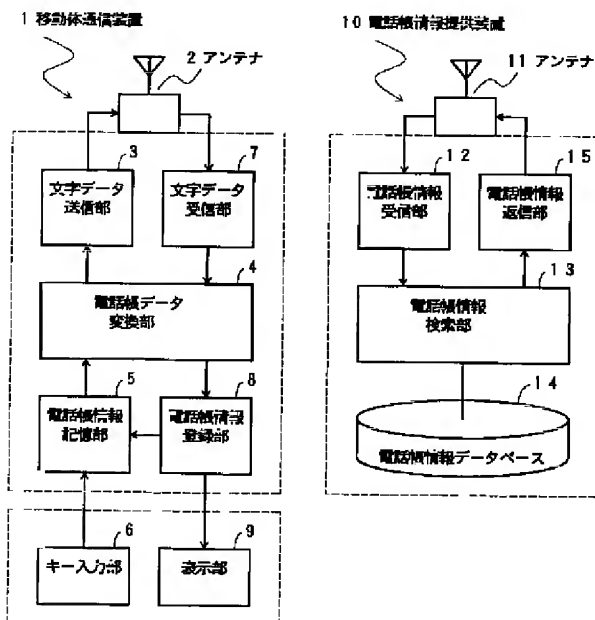 1 移動体通信装置
2 アンテナ
3
文字データ
送信部
7
文字データ
受信部
4
電話帳データ
変換部
5
電話帳情報
記憶部
8
電話帳情報
登録部
6
キー入力部
9
表示部
10 電話帳情報提供装置
11 アンテナ
12
電話帳情報
受信部
15
電話帳情報
返信部
13
電話帳情報
検索部
14
電話帳情報データベース